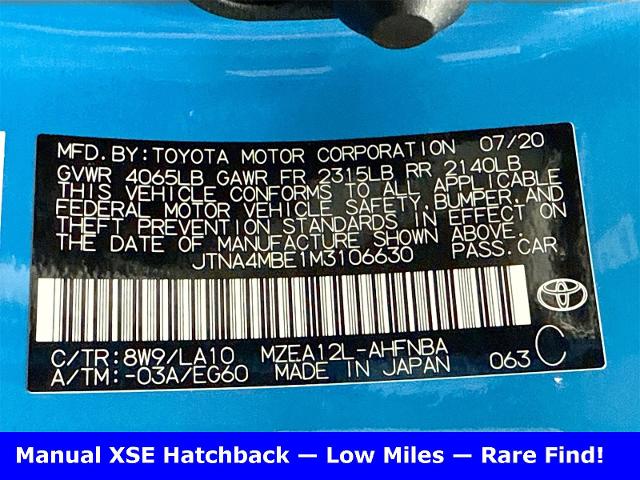 MFD.BY:TOYOTA MOTOR CORPORATION 07/20
GVWR 4065LB GAWR FR 2315LB RR 2140LB
THIS VEHICLE CONFORMS TO ALL APPLICABLE
FEDERAL MOTOR VEHICLE SAFETY,BUMPER,AND
THEFT PREVENTION STANDARDS IN EFFECT ON
THE DATE OF MANUFACTURE SHOWN ABOVE.
JTNA4MBE1M3106630 PASS.CAR
C/TR:8W9/LA10 MZEA12L-AHFNBA
A/TM:-03A/EG60 MADE IN JAPAN 063 C
Manual XSE Hatchback — Low Miles — Rare Find!